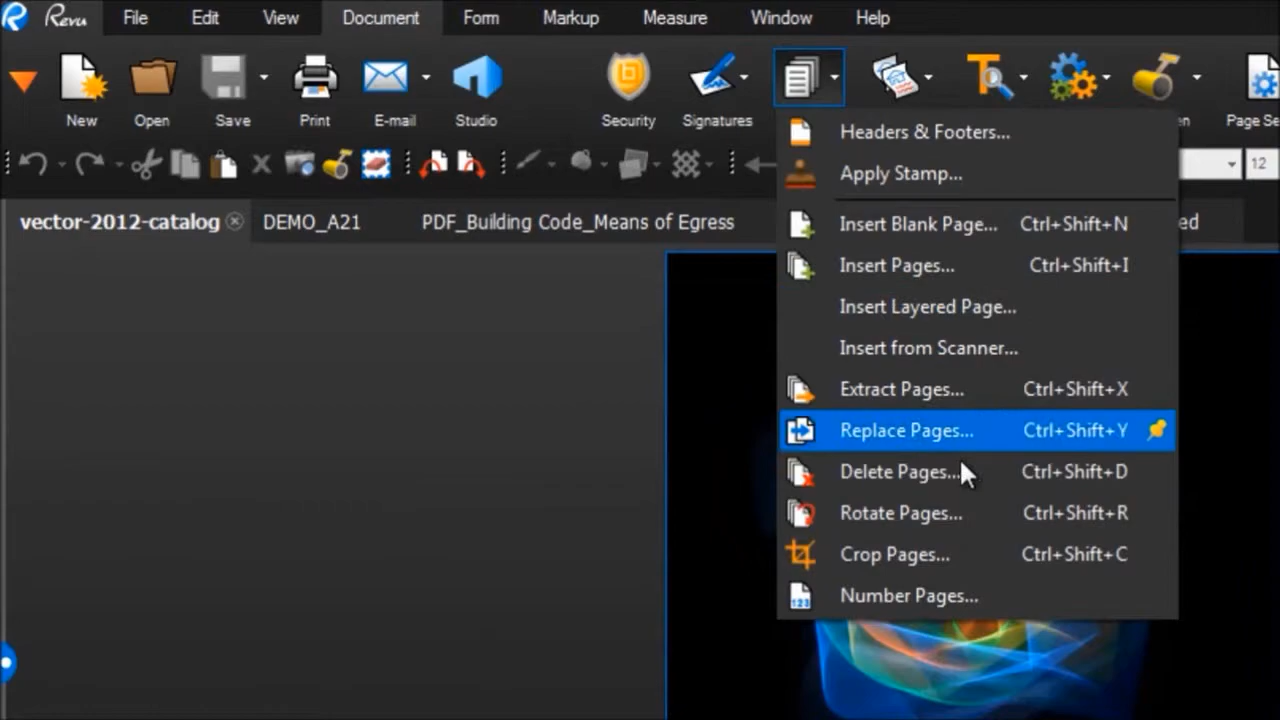 Revu File Edit View Document Form Markup Measure Window Help
New Open Save Print E-mail Studio Security Signatures
12
vector-2012-catalog DEMO_A21 PDF_Building Code_Means of Egress
Headers & Footers...
Apply Stamp...
Insert Blank Page... Ctrl+Shift+N
Insert Pages... Ctrl+Shift+I
Insert Layered Page...
Insert from Scanner...
Extract Pages... Ctrl+Shift+X
Replace Pages... Ctrl+Shift+Y
Delete Pages... Ctrl+Shift+D
Rotate Pages... Ctrl+Shift+R
Crop Pages... Ctrl+Shift+C
123 Number Pages...